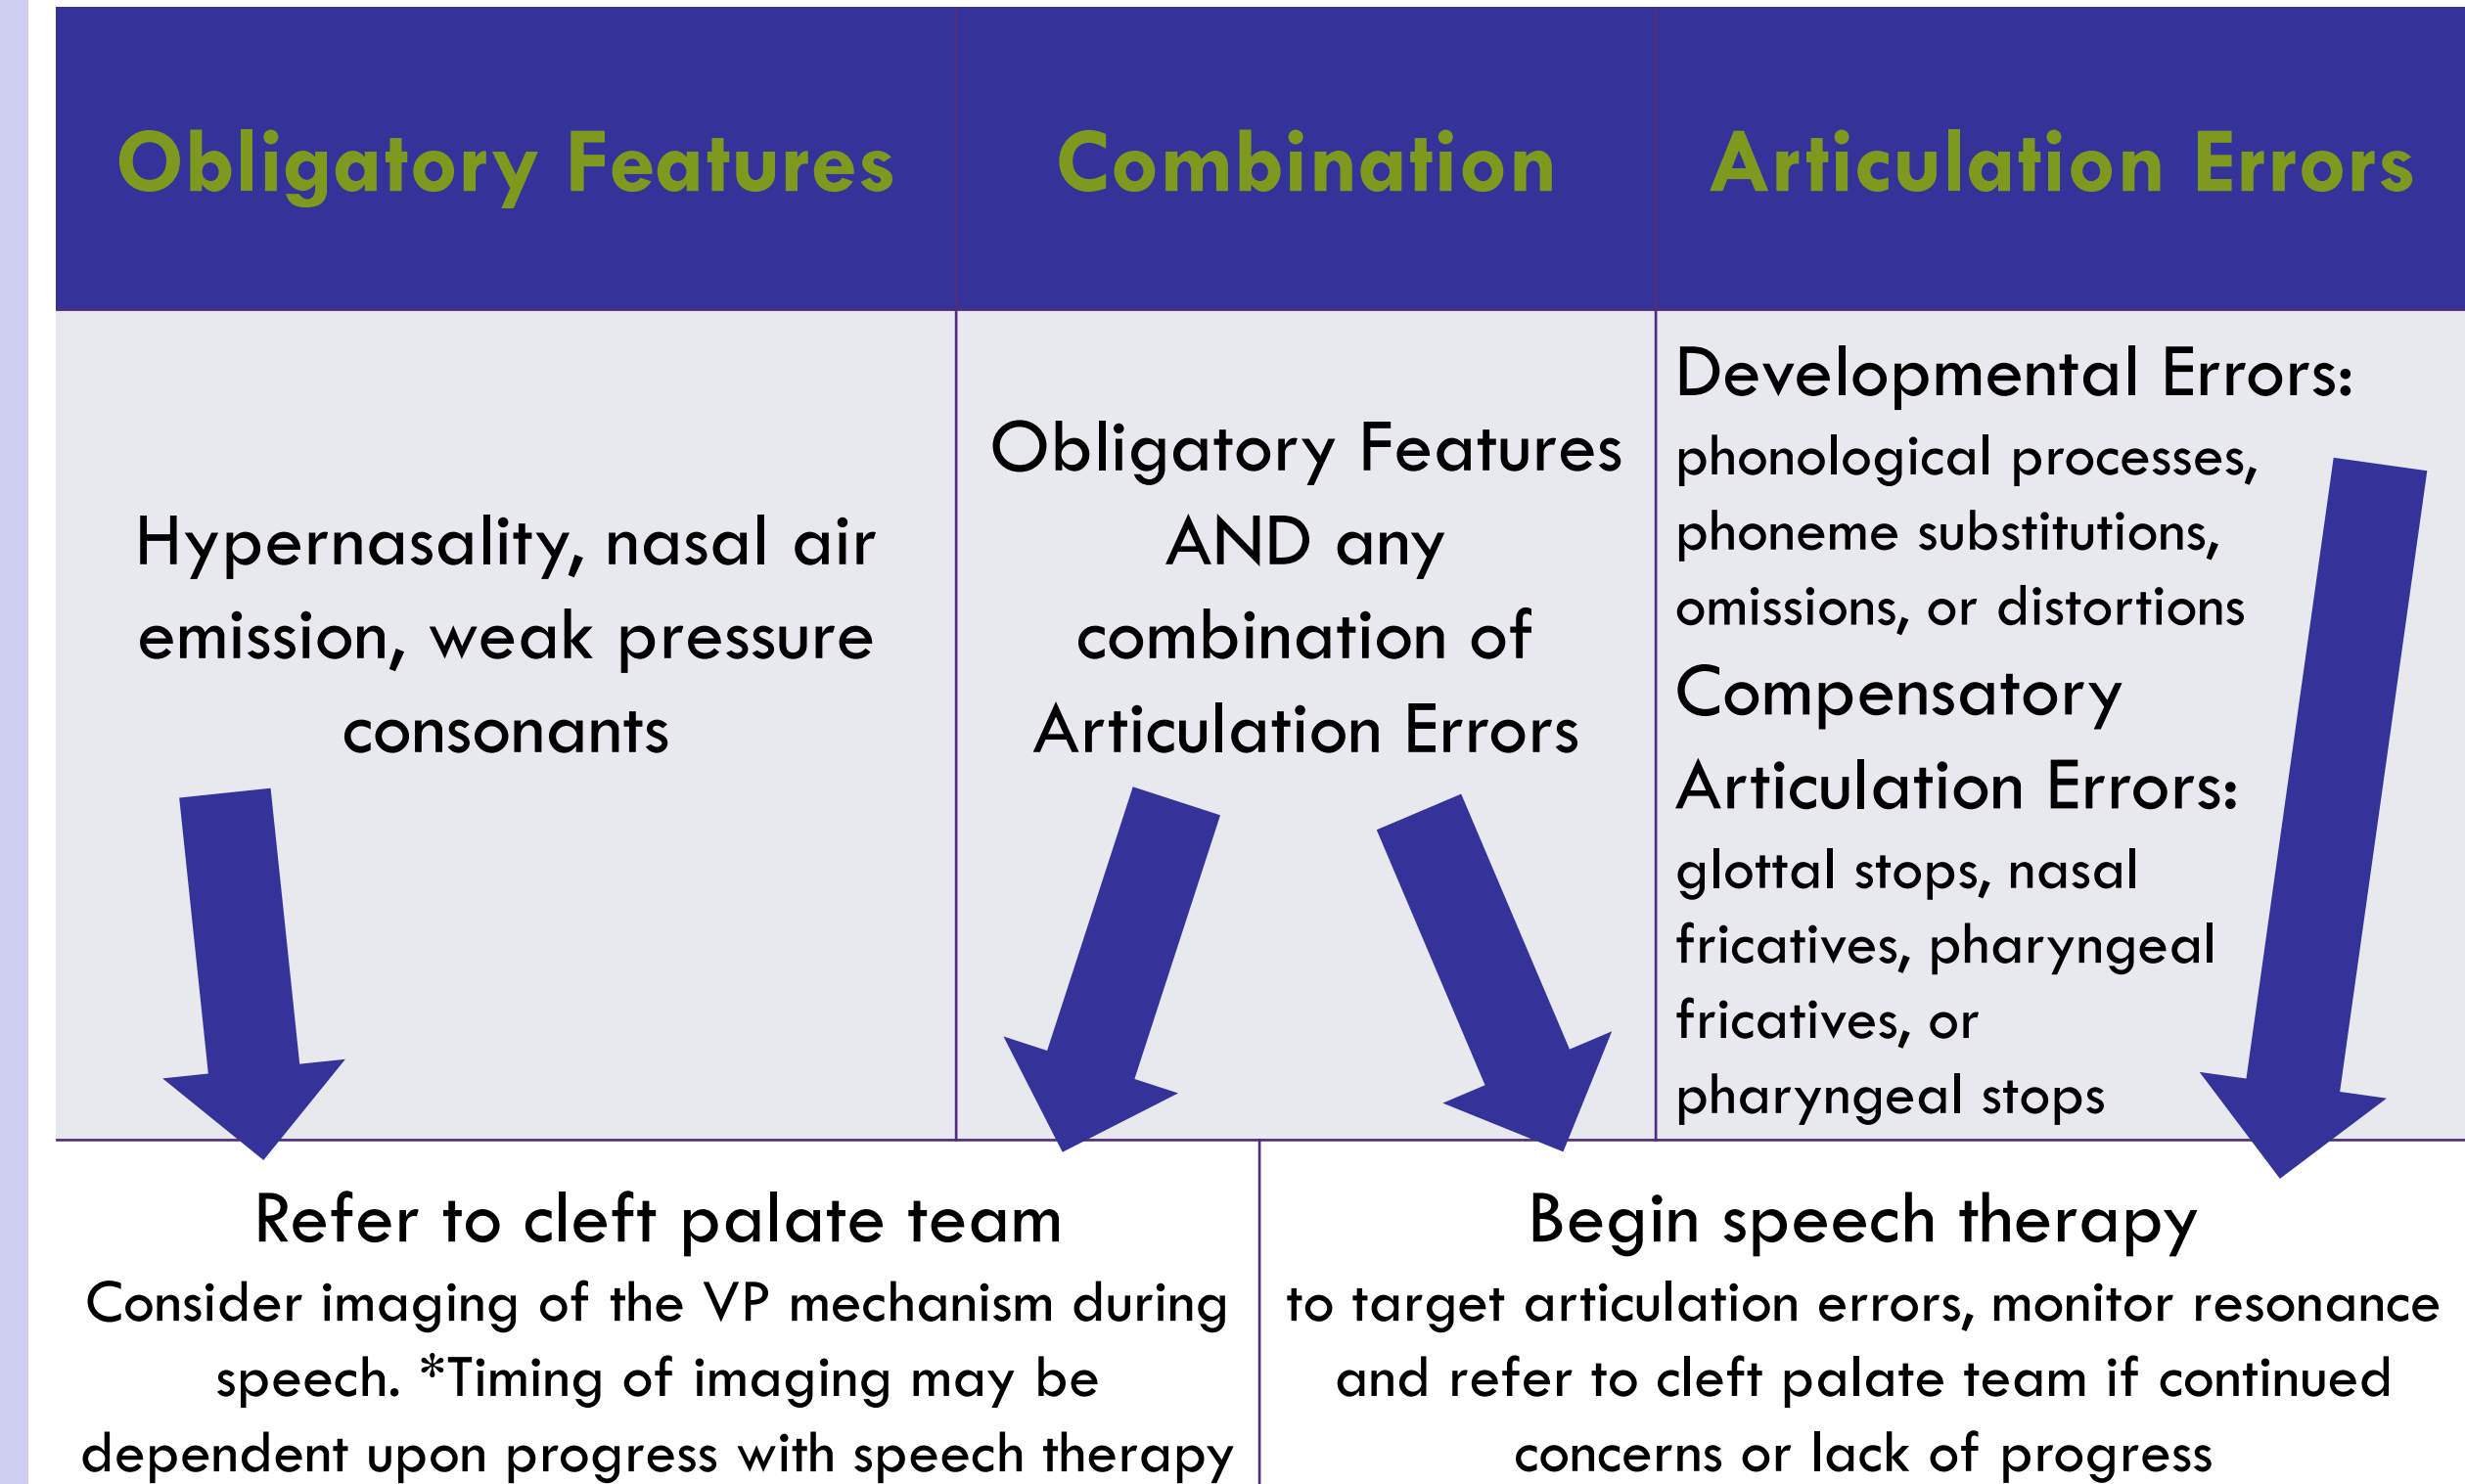 Obligatory Features
Combination
Articulation Errors
Hypernasality, nasal air
emission, weak pressure
consonants
Obligatory Features
AND any
combination of
Articulation Errors
Developmental Errors:
phonological processes,
phoneme substitutions,
omissions, or distortions
Compensatory
Articulation Errors:
glottal stops, nasal
fricatives, pharyngeal
fricatives, or
pharyngeal stops
Refer to cleft palate team
Consider imaging of the VP mechanism during
speech. *Timing of imaging may be
dependent upon progress with speech therapy
Begin speech therapy
to target articulation errors, monitor resonance
and refer to cleft palate team if continued
concerns or lack of progress